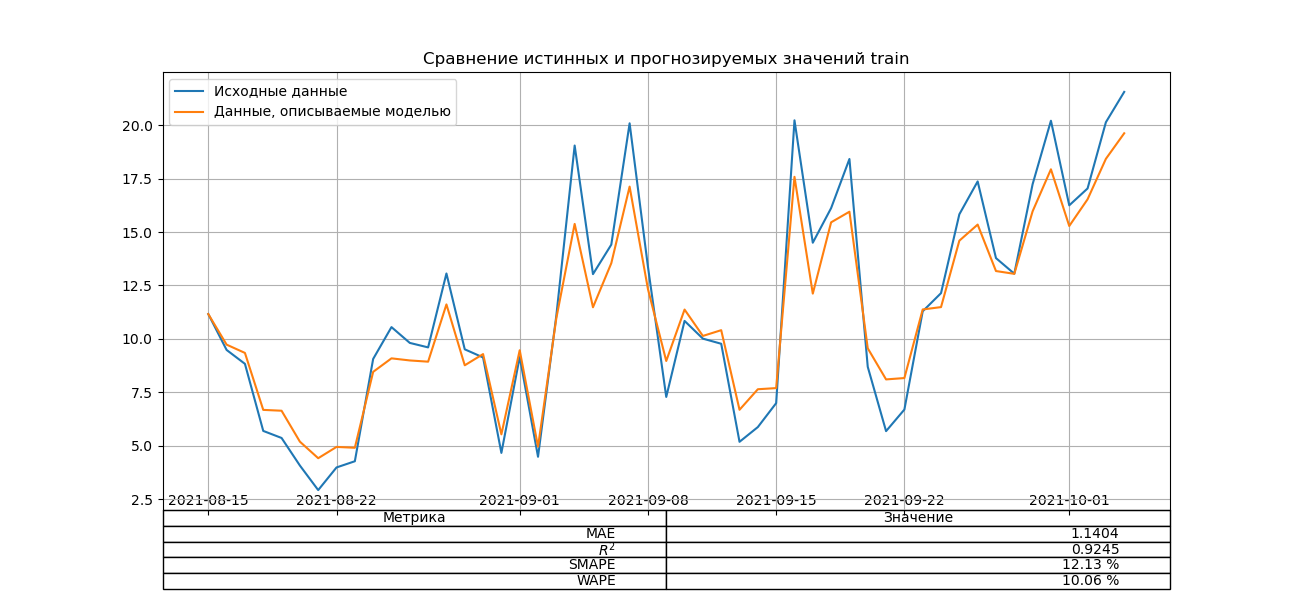 Сравнение истинных и прогнозируемых значений train
Исходные данные
Данные, описываемые моделью
20.0
17.5
15.0
12.5
10.0
7.5
5.0
2.5
2021-08-15 2021-08-22 2021-09-01 2021-09-08 2021-09-15 2021-09-22 2021-10-01
Метрика Значение
MAE 1.1404
R² 0.9245
SMAPE 12.13 %
WAPE 10.06 %